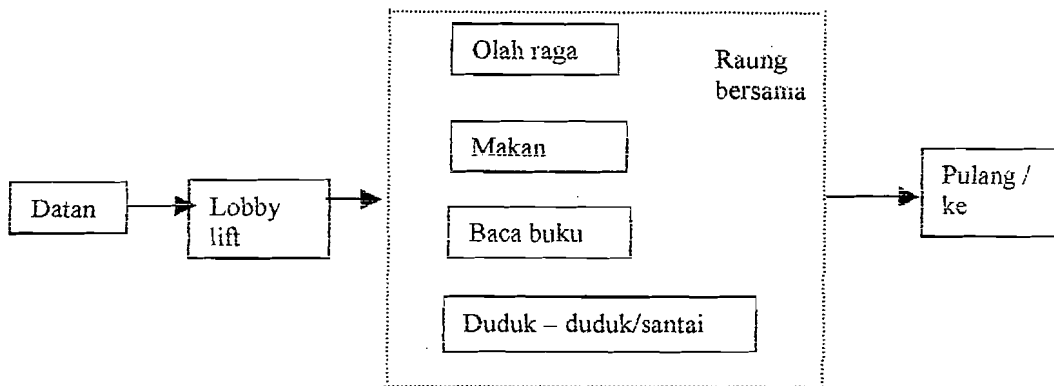 Olah raga
Raung
bersama
Makan
Datan
Lobby
lift
Baca buku
Duduk – duduk/santai
Pulang /
ke